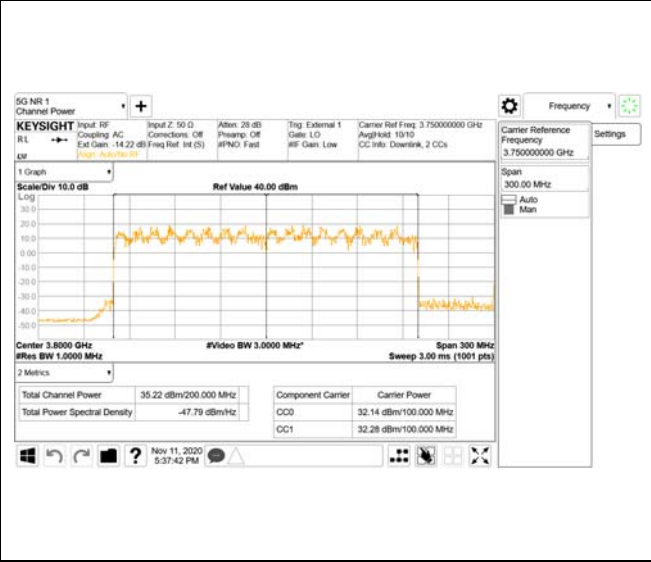 5G NR 1
Channel Power
Frequency
KEYSIGHT
RL
Input: RF
Coupling: AC
Ext Gain: -14.22 dB
Align: Auto/No RF
Input Z: 50 Ω
Corrections: Off
Freq Ref: Int (S)
Atten: 28 dB
Preamp: Off
#PNO: Fast
Trig: External 1
Gate: LO
#IF Gain: Low
Carrier Ref Freq: 3.750000000 GHz
Avg|Hold: 10/10
CC Info: Downlink, 2 CCs
Carrier Reference
Frequency
3.750000000 GHz
Settings
Span
300.00 MHz
Auto
Man
1 Graph
Scale/Div 10.0 dB
Ref Value 40.00 dBm
Log
30.0
20.0
10.0
0.00
-10.0
-20.0
-30.0
-40.0
-50.0
Center 3.8000 GHz
#Video BW 3.0000 MHz*
Span 300 MHz
#Res BW 1.0000 MHz
Sweep 3.00 ms (1001 pts)
2 Metrics
Total Channel Power 35.22 dBm/200.000 MHz
Total Power Spectral Density -47.79 dBm/Hz
Component Carrier Carrier Power
CC0 32.14 dBm/100.000 MHz
CC1 32.28 dBm/100.000 MHz
?
Nov 11, 2020
5:37:42 PM